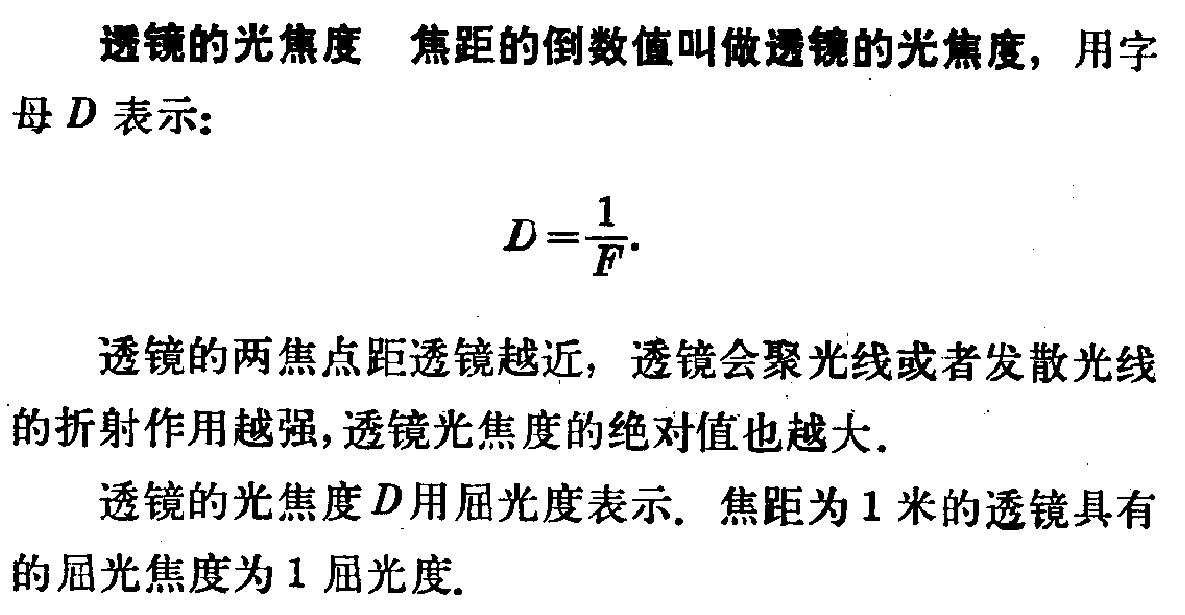 透镜的光焦度 焦距的倒数值叫做透镜的光焦度, 用字
母 D 表示:
D=1/F.
透镜的两焦点距透镜越近, 透镜会聚光线或者发散光线
的折射作用越强,透镜光焦度的绝对值也越大.
透镜的光焦度D用屈光度表示. 焦距为1米的透镜具有
的屈光焦度为1屈光度.